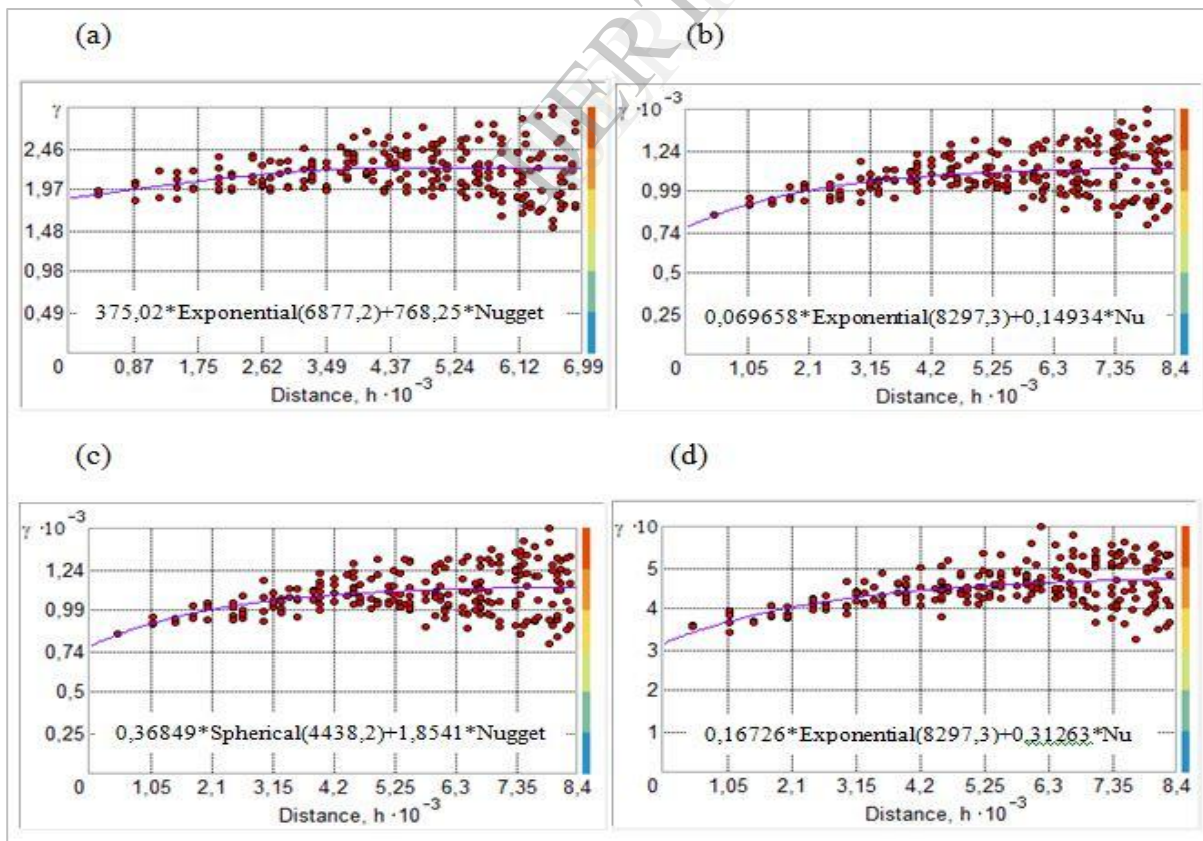 (a)
γ
2,46
1,97
1,48
0,98
0,49
375,02*Exponential(6877,2)+768,25*Nugget
0 0,87 1,75 2,62 3,49 4,37 5,24 6,12 6,99
Distance, h · 10⁻³
(b)
γ · 10⁻³
1,24
0,99
0,74
0,5
0,25
0,069658*Exponential(8297,3)+0,14934*Nu
0 1,05 2,1 3,15 4,2 5,25 6,3 7,35 8,4
Distance, h · 10⁻³
(c)
γ · 10⁻³
1,24
0,99
0,74
0,5
0,25
0,36849*Spherical(4438,2)+1,8541*Nugget
0 1,05 2,1 3,15 4,2 5,25 6,3 7,35 8,4
Distance, h · 10⁻³
(d)
γ · 10
5
4
3
2
1
0,16726*Exponential(8297,3)+0,31263*Nu
0 1,05 2,1 3,15 4,2 5,25 6,3 7,35 8,4
Distance, h · 10⁻³